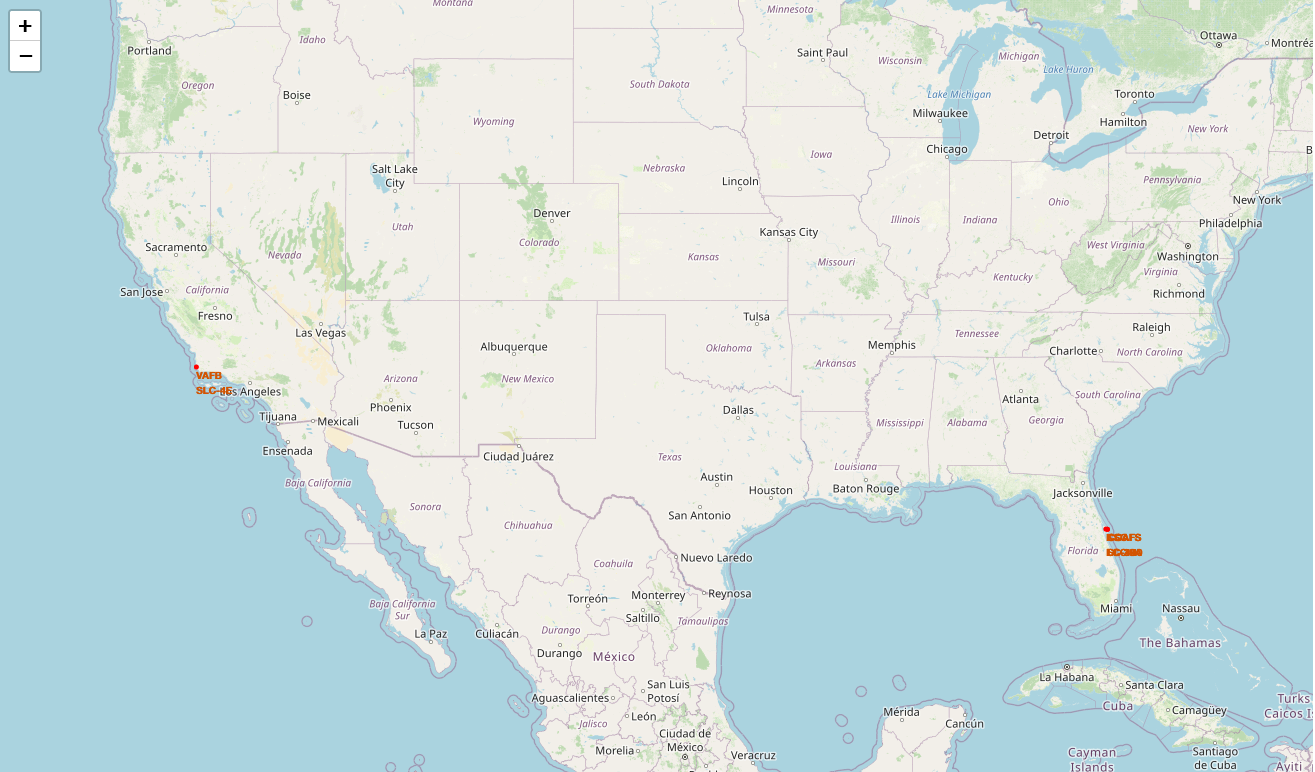 +
−
Montana
Minnesota
Ottawa
Montréa
Portland
Idaho
Saint Paul
Wisconsin
Michigan
Lake Huron
Oregon
Boise
South Dakota
Lake Michigan
Toronto
Wyoming
Milwaukee
Hamilton
New York
Detroit
Chicago
Iowa
Salt Lake
City
Nebraska
Lincoln
Pennsylvania
New York
Denver
Ohio
Philadelphia
Utah
Illinois
Indiana
Sacramento
Nevada
Colorado
Kansas City
West Virginia
Washington
Kansas
Missouri
Kentucky
Virginia
San Jose
California
Richmond
Fresno
Las Vegas
Tulsa
Raleigh
Albuquerque
Oklahoma
Memphis
Tennessee
Charlotte
North Carolina
VAFB
SLC-4E
Los Angeles
Arizona
New Mexico
Arkansas
Phoenix
Dallas
Atlanta
South Carolina
Tijuana
Mexicali
Tucson
Mississippi
Alabama
Georgia
Ensenada
Ciudad Juárez
Texas
Louisiana
Baja California
Sonora
Austin
Houston
Baton Rouge
Jacksonville
San Antonio
Chihuahua
Florida
Coahuila
Nuevo Laredo
Torreón
Monterrey
Reynosa
Baja California
Sur
Saltillo
Tamaulipas
Miami
Nassau
La Paz
Culiacán
Durango
Durango
México
The Bahamas
La Habana
Santa Clara
Aguascalientes
San Luis
Potosí
Cuba
Camagüey
Turks
Caicos Is
Jalisco
León
Mérida
Cancún
Ciudad de
México
Morelia
Veracruz
Cayman
Islands
Santiago
de Cuba
Ayiti